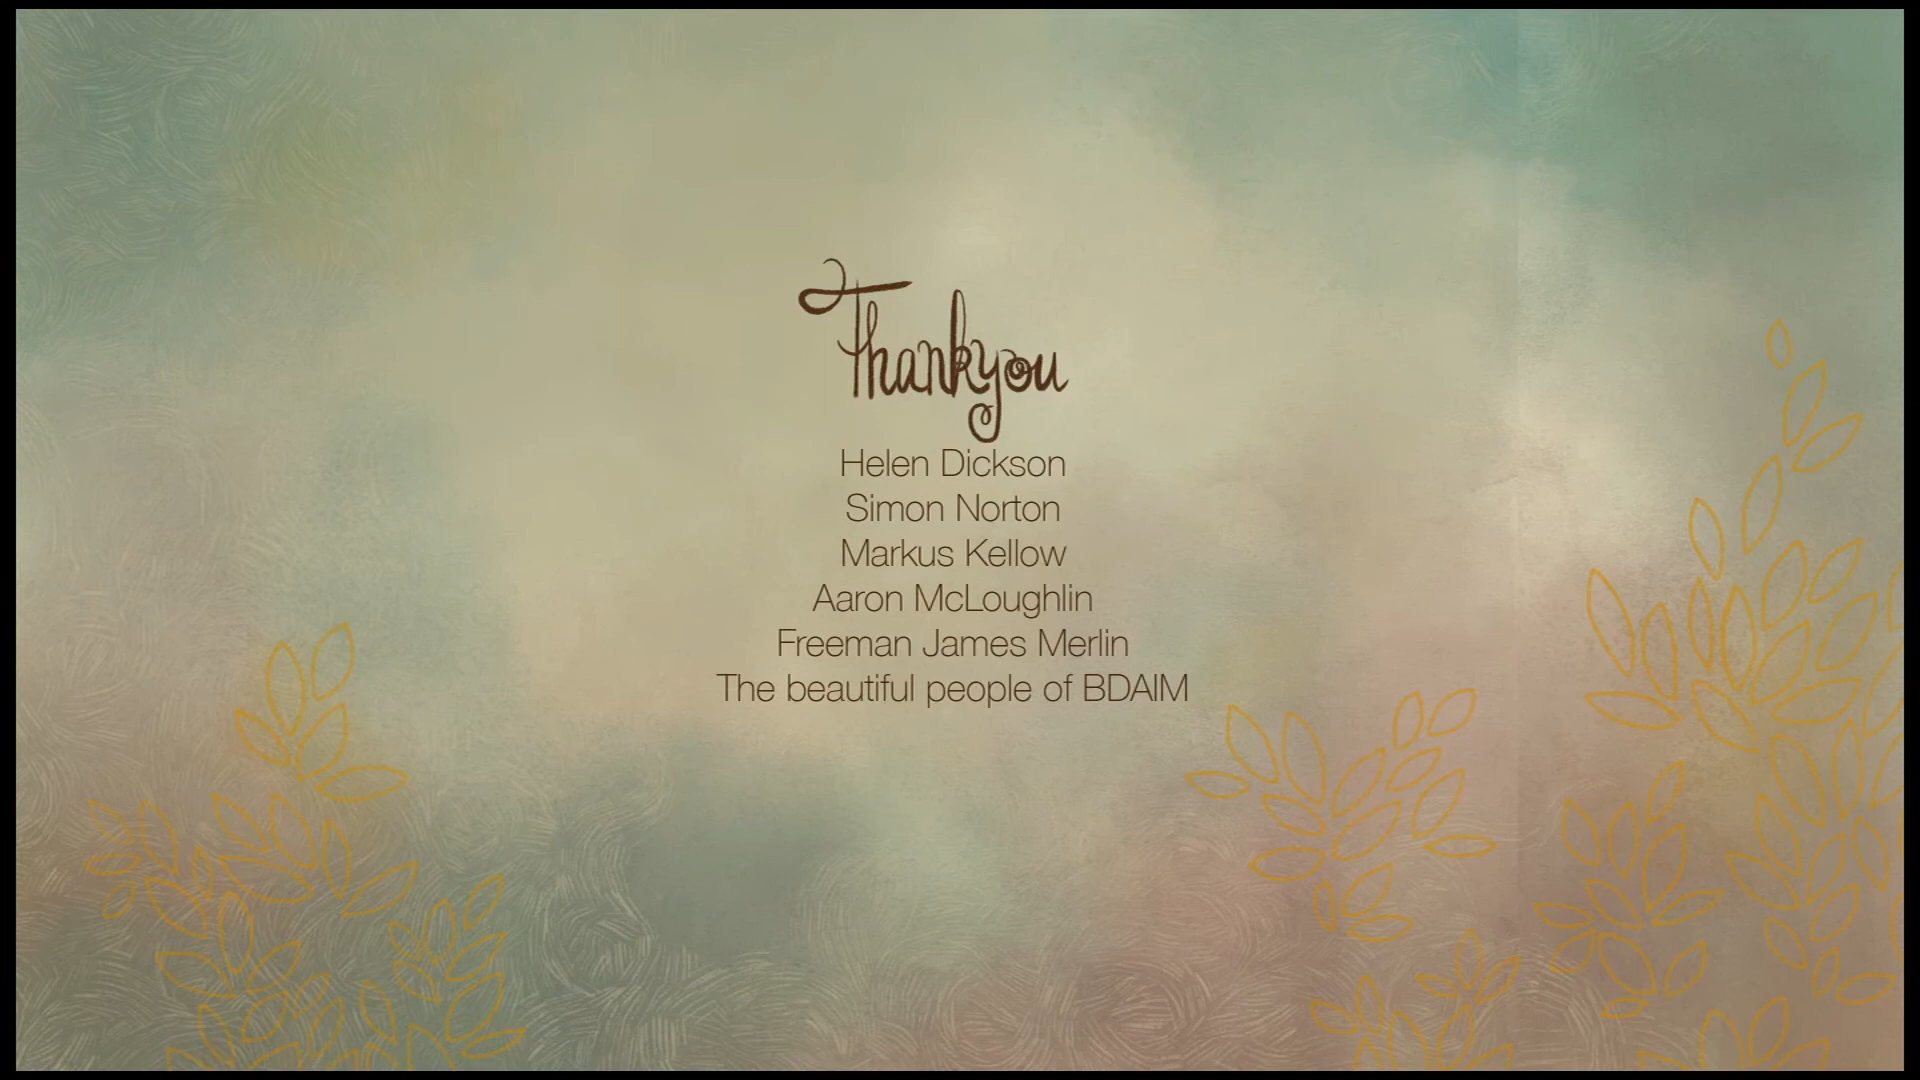 Thankyou
Helen Dickson
Simon Norton
Markus Kellow
Aaron McLoughlin
Freeman James Merlin
The beautiful people of BDAIM